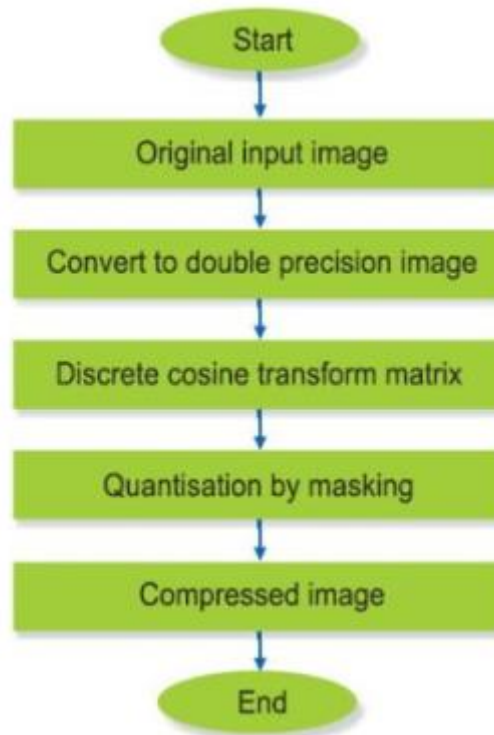 Start
Original input image
Convert to double precision image
Discrete cosine transform matrix
Quantisation by masking
Compressed image
End